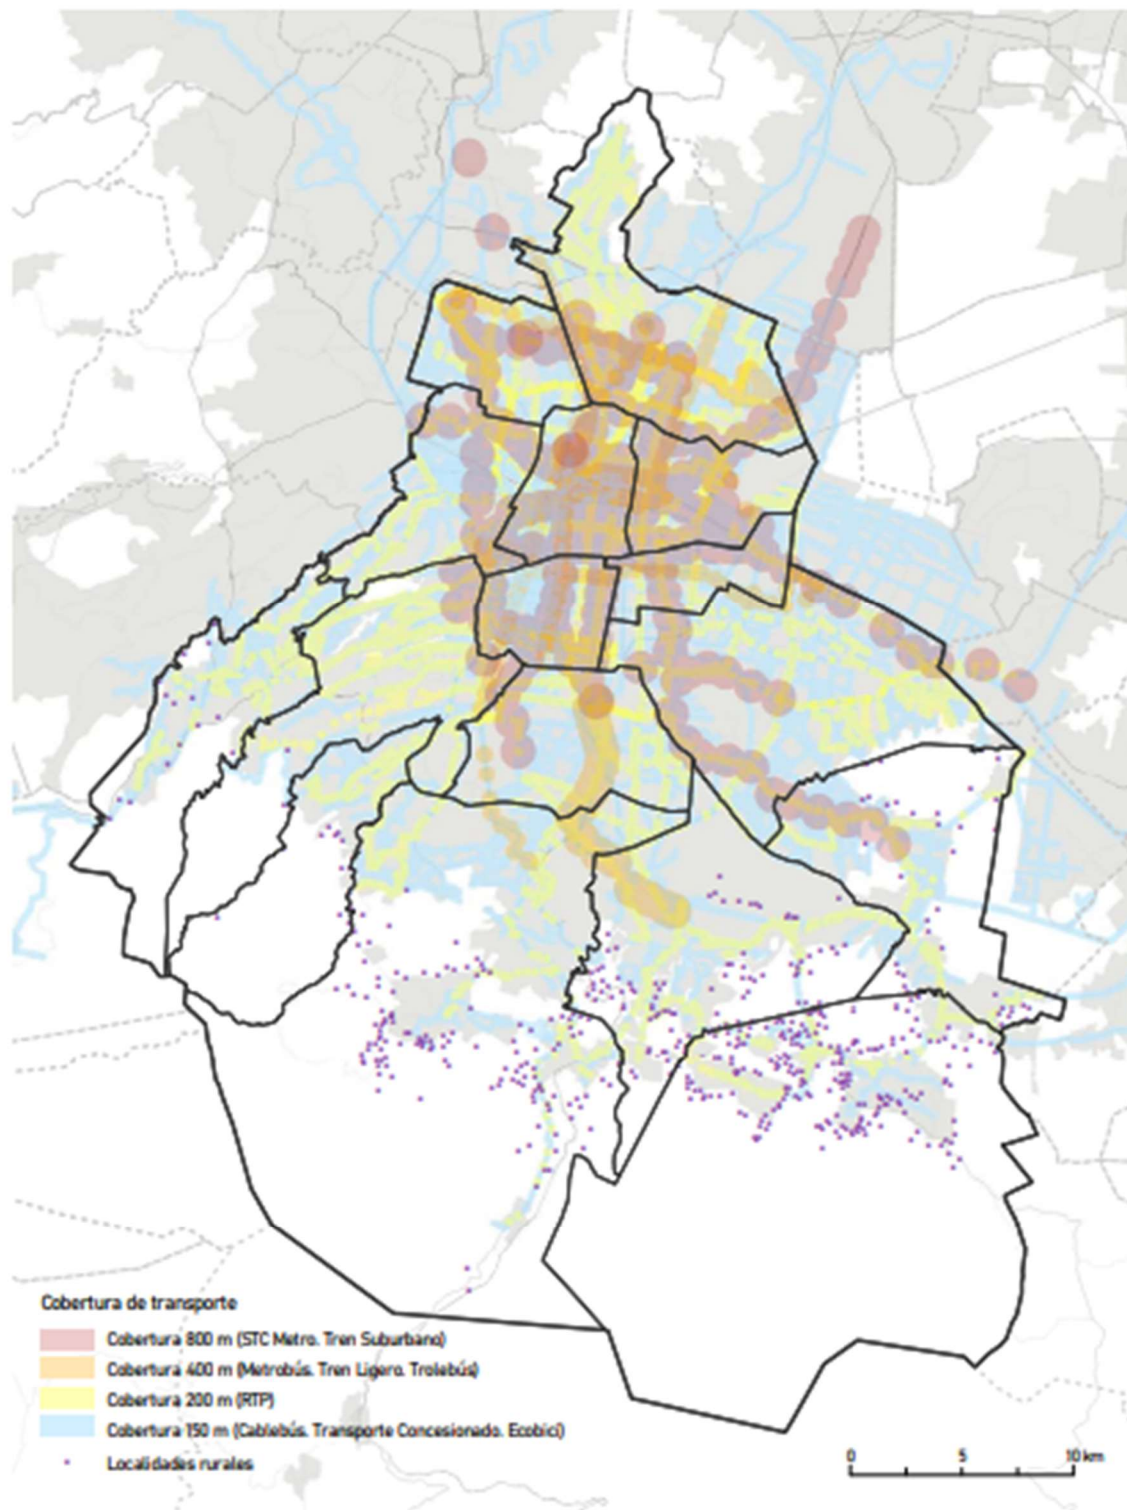 Cobertura de transporte
Cobertura 800 m (STC Metro. Tren Suburbano)
Cobertura 400 m (Metrobús. Tren Ligero. Trolebús)
Cobertura 200 m (RTP)
Cobertura 150 m (Cablebús. Transporte Concesionado. Ecobici)
Localidades rurales
0 5 10 km